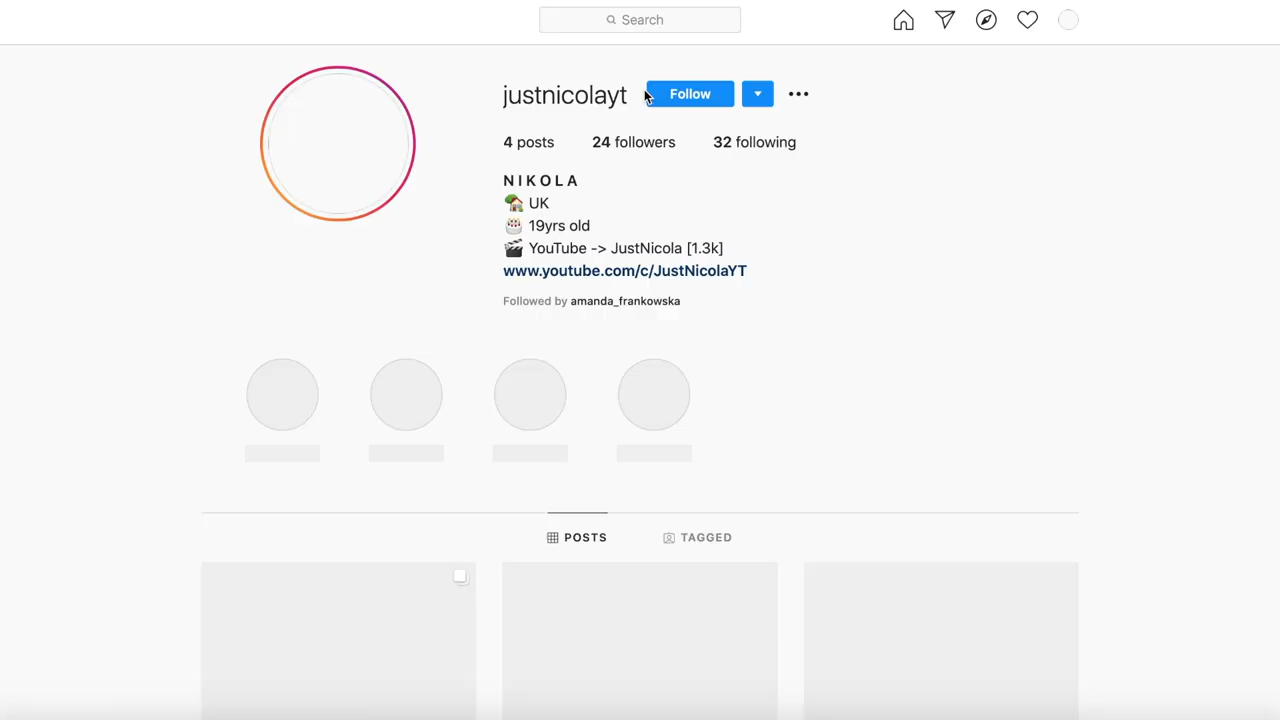 Search
justnicolayt Follow
4 posts 24 followers 32 following
N I K O L A
🏡 UK
🎂 19yrs old
🎬 YouTube -> JustNicola [1.3k]
www.youtube.com/c/JustNicolaYT
Followed by amanda_frankowska
POSTS TAGGED